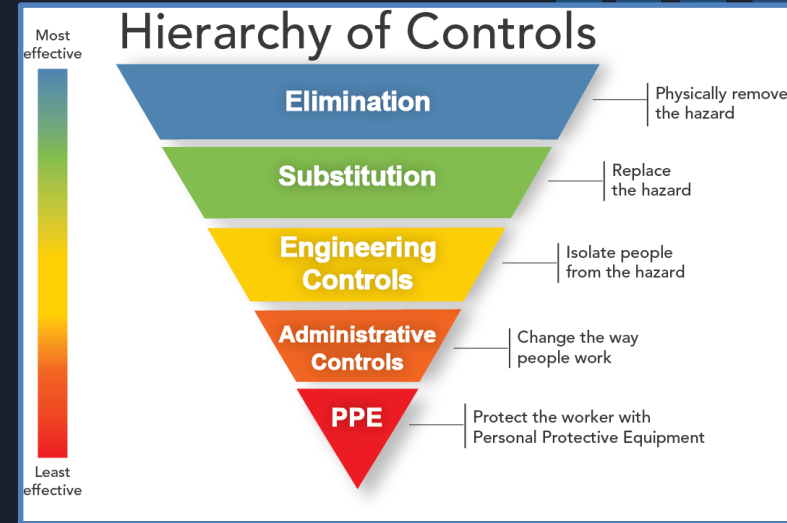 Hierarchy of Controls
Most
effective
Elimination
Physically remove
the hazard
Substitution
Replace
the hazard
Engineering
Controls
Isolate people
from the hazard
Administrative
Controls
Change the way
people work
PPE
Protect the worker with
Personal Protective Equipment
Least
effective